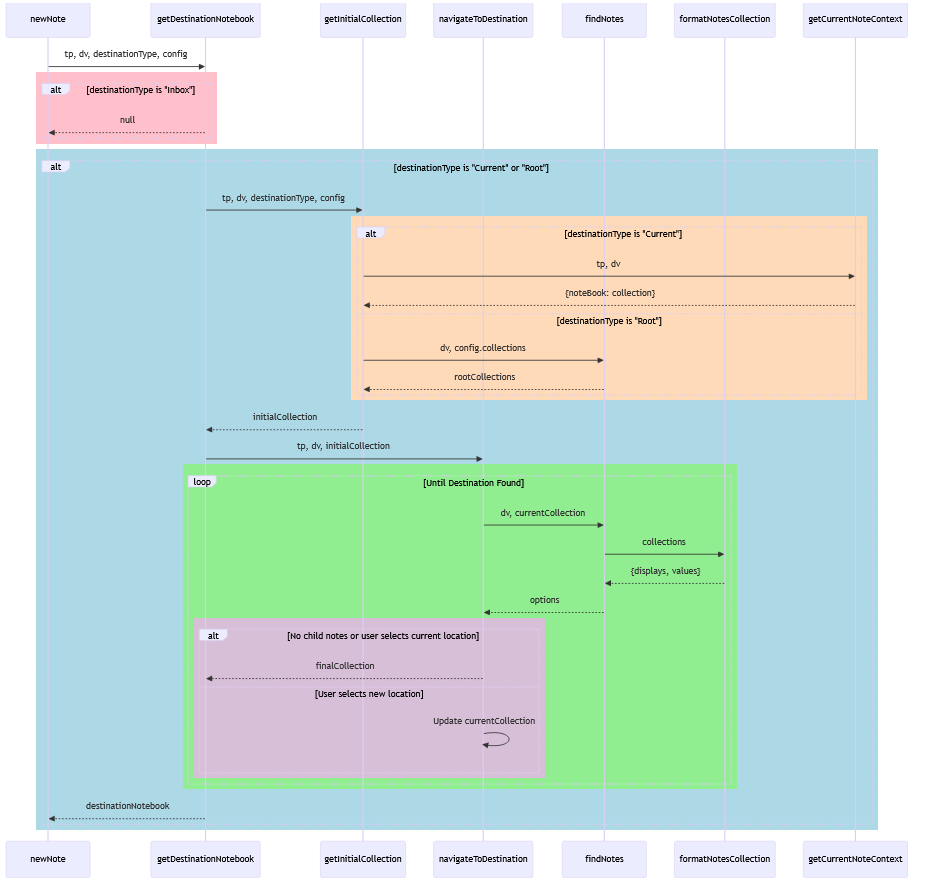 newNote
getDestinationNotebook
getInitialCollection
navigateToDestination
findNotes
formatNotesCollection
getCurrentNoteContext
tp, dv, destinationType, config
alt
[destinationType is "Inbox"]
null
alt
[destinationType is "Current" or "Root"]
tp, dv, destinationType, config
alt
[destinationType is "Current"]
tp, dv
{noteBook: collection}
[destinationType is "Root"]
dv, config.collections
rootCollections
initialCollection
tp, dv, initialCollection
loop
[Until Destination Found]
dv, currentCollection
collections
{displays, values}
options
alt
[No child notes or user selects current location]
finalCollection
[User selects new location]
Update currentCollection
destinationNotebook
newNote
getDestinationNotebook
getInitialCollection
navigateToDestination
findNotes
formatNotesCollection
getCurrentNoteContext